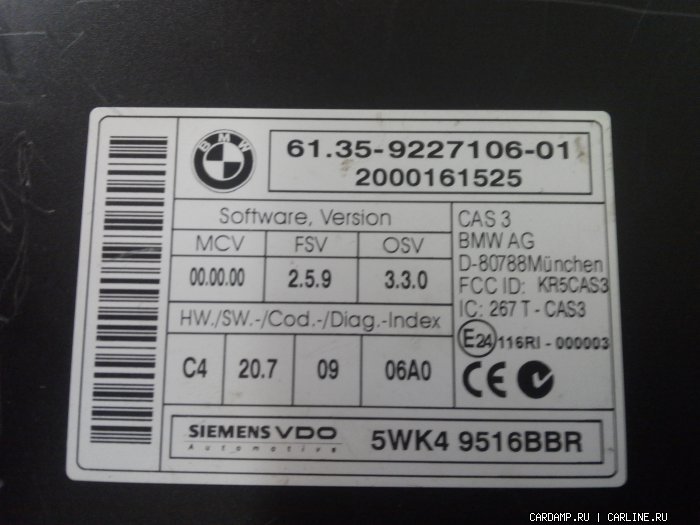 BMW
61.35-9227106-01
2000161525
Software, Version
MCV FSV OSV
00.00.00 2.5.9 3.3.0
HW./SW.-/Cod.-/Diag.-Index
C4 20.7 09 06A0
CAS 3
BMW AG
D-80788München
FCC ID: KR5CAS3
IC: 267 T - CAS3
E24 116RI - 000003
CE N
SIEMENS VDO
Automotive
5WK4 9516BBR
CARDAMP.RU | CARLINE.RU